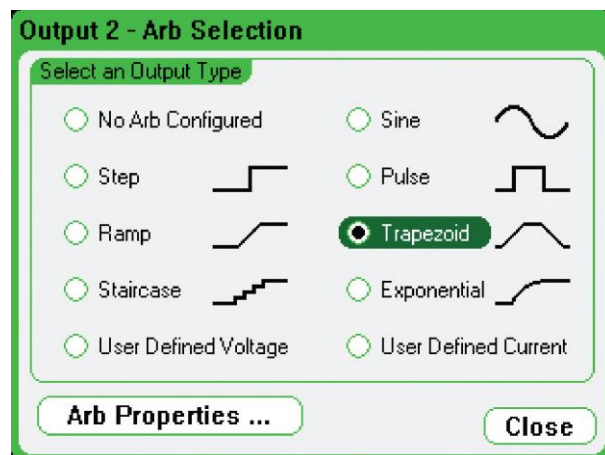 Output 2 - Arb Selection
Select an Output Type
No Arb Configured
Sine
Step
Pulse
Ramp
Trapezoid
Staircase
Exponential
User Defined Voltage
User Defined Current
Arb Properties ...
Close